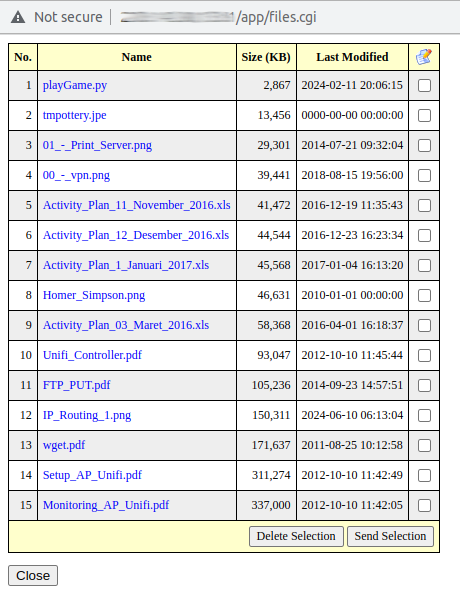 Not secure /app/files.cgi
No. Name Size (KB) Last Modified
1 playGame.py 2,867 2024-02-11 20:06:15
2 tmpottery.jpe 13,456 0000-00-00 00:00:00
3 01_-_Print_Server.png 29,301 2014-07-21 09:32:04
4 00_-_vpn.png 39,441 2018-08-15 19:56:00
5 Activity_Plan_11_November_2016.xls 41,472 2016-12-19 11:35:43
6 Activity_Plan_12_Desember_2016.xls 44,544 2016-12-23 16:23:34
7 Activity_Plan_1_Januari_2017.xls 45,568 2017-01-04 16:13:20
8 Homer_Simpson.png 46,631 2010-01-01 00:00:00
9 Activity_Plan_03_Maret_2016.xls 58,368 2016-04-01 16:18:37
10 Unifi_Controller.pdf 93,047 2012-10-10 11:45:44
11 FTP_PUT.pdf 105,236 2014-09-23 14:57:51
12 IP_Routing_1.png 150,311 2024-06-10 06:13:04
13 wget.pdf 171,637 2011-08-25 10:12:58
14 Setup_AP_Unifi.pdf 311,274 2012-10-10 11:42:49
15 Monitoring_AP_Unifi.pdf 337,000 2012-10-10 11:42:05
Delete Selection Send Selection
Close